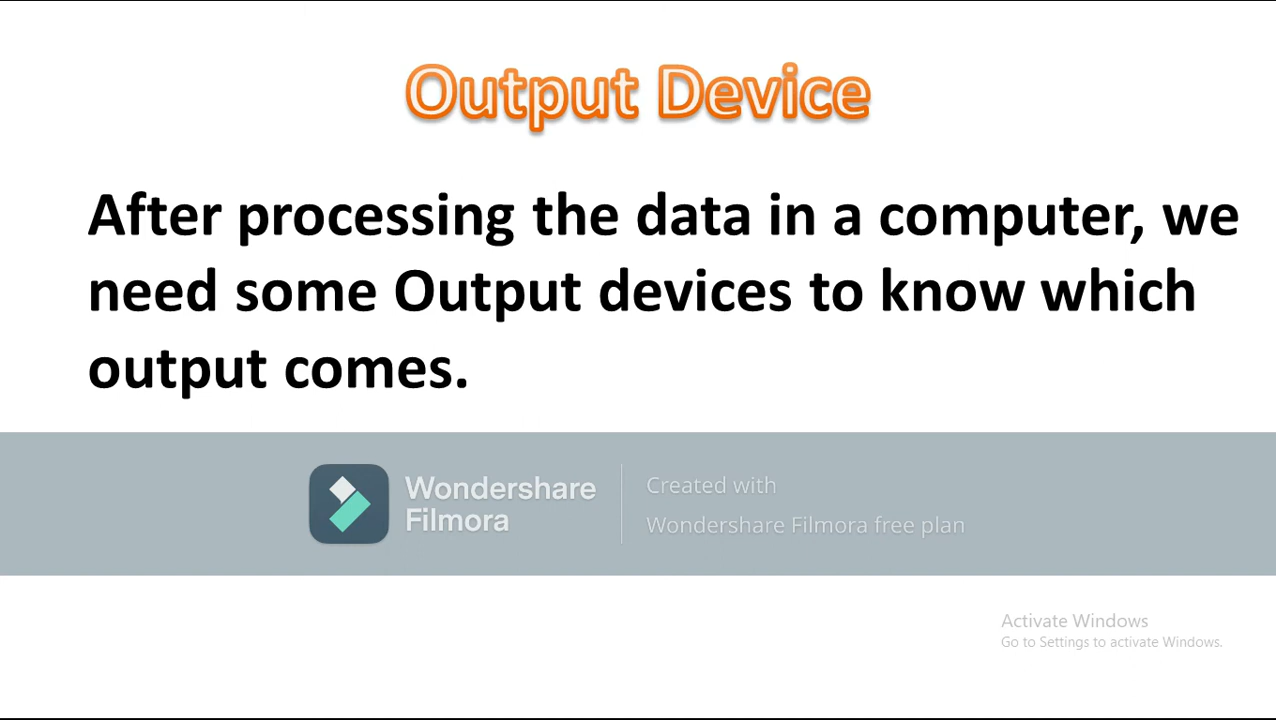 Output Device
After processing the data in a computer, we
need some Output devices to know which
output comes.
Wondershare
Filmora
Created with
Wondershare Filmora free plan
Activate Windows
Go to Settings to activate Windows.